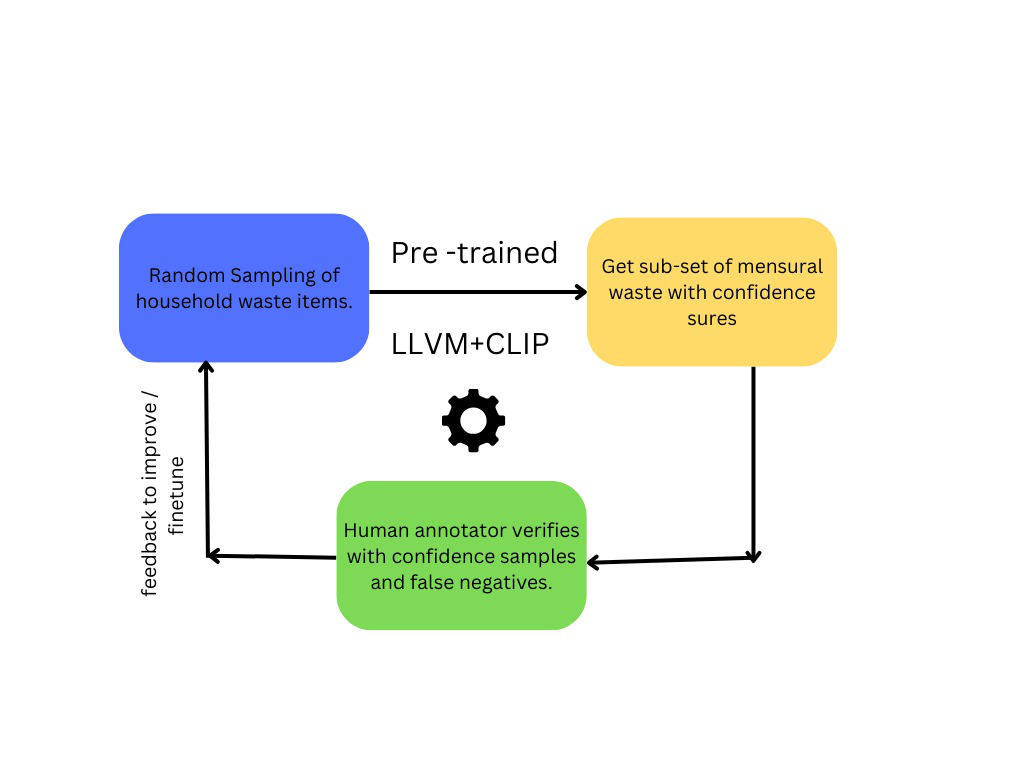 Random Sampling of
household waste items.
Pre -trained
LLVM+CLIP
Get sub-set of mensural
waste with confidence
sures
Human annotator verifies
with confidence samples
and false negatives.
feedback to improve /
finetune